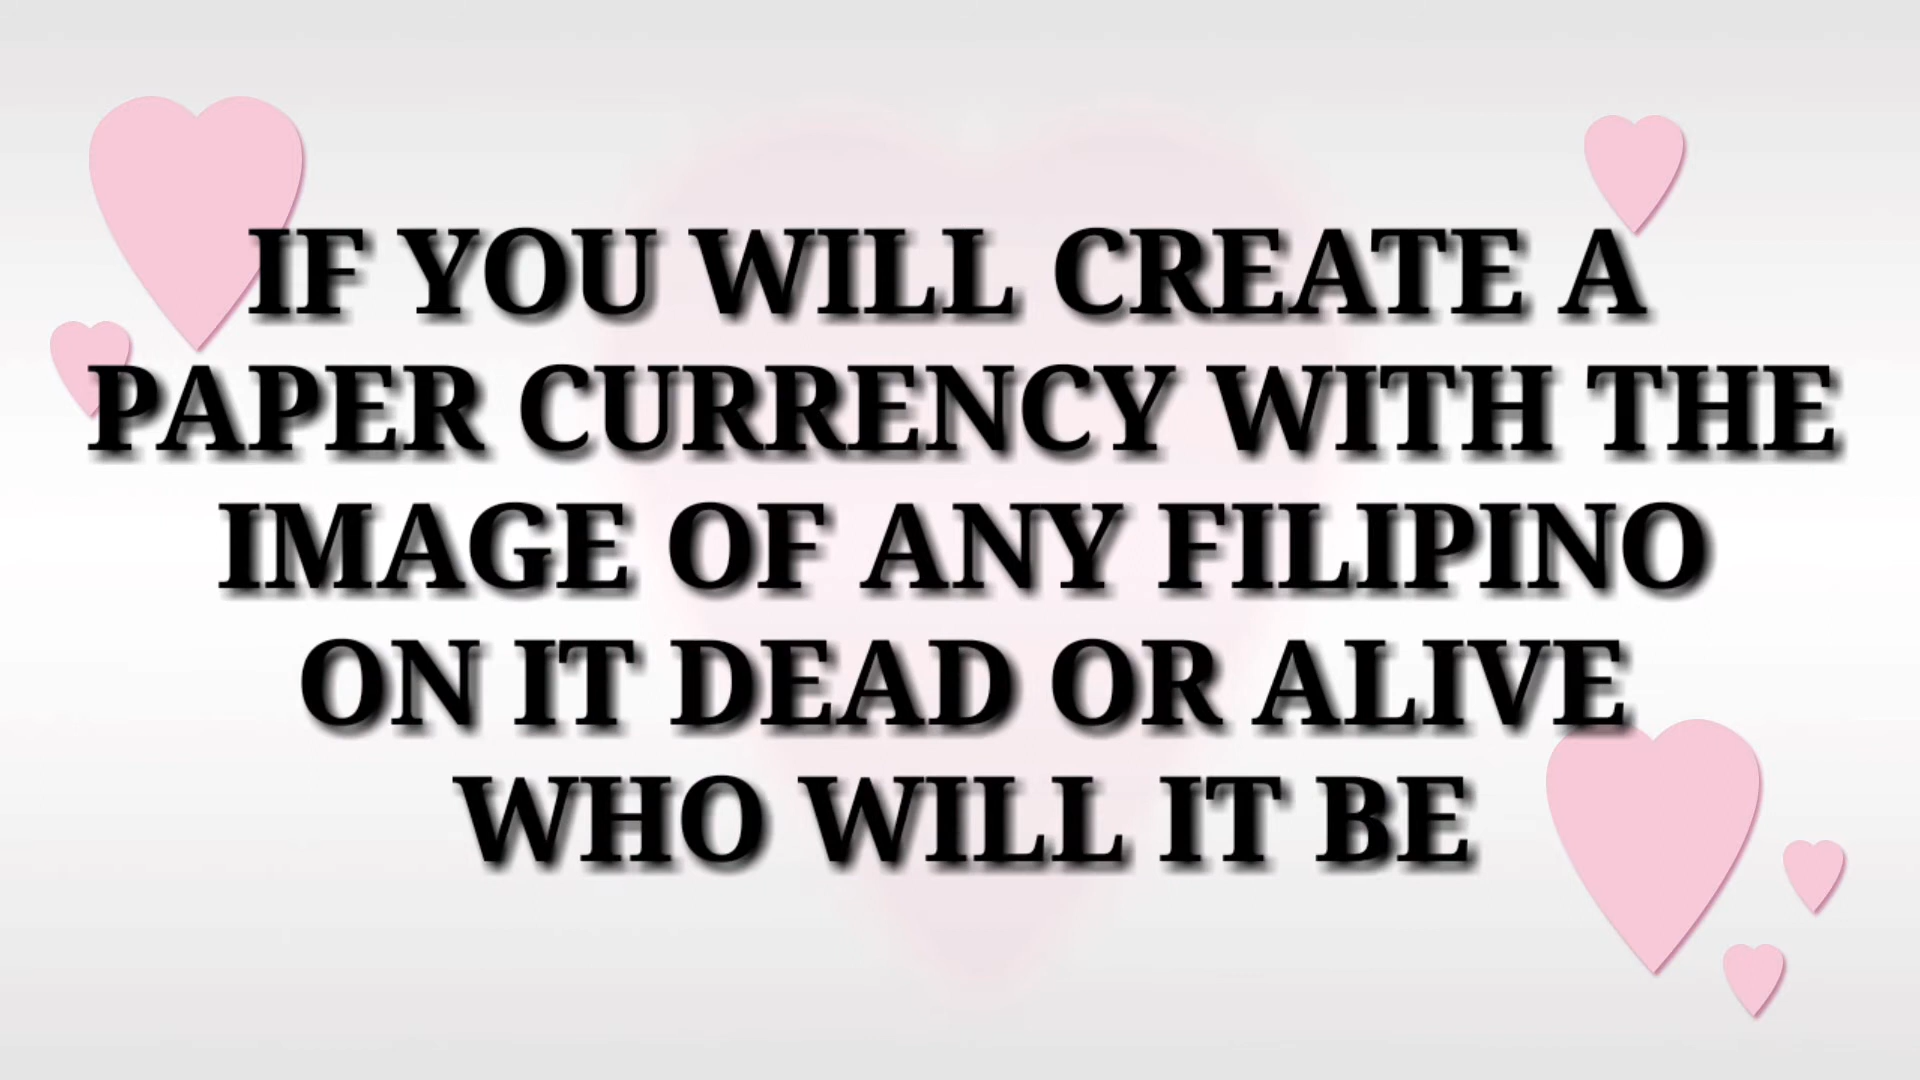 IF YOU WILL CREATE A
PAPER CURRENCY WITH THE
IMAGE OF ANY FILIPINO
ON IT DEAD OR ALIVE
WHO WILL IT BE